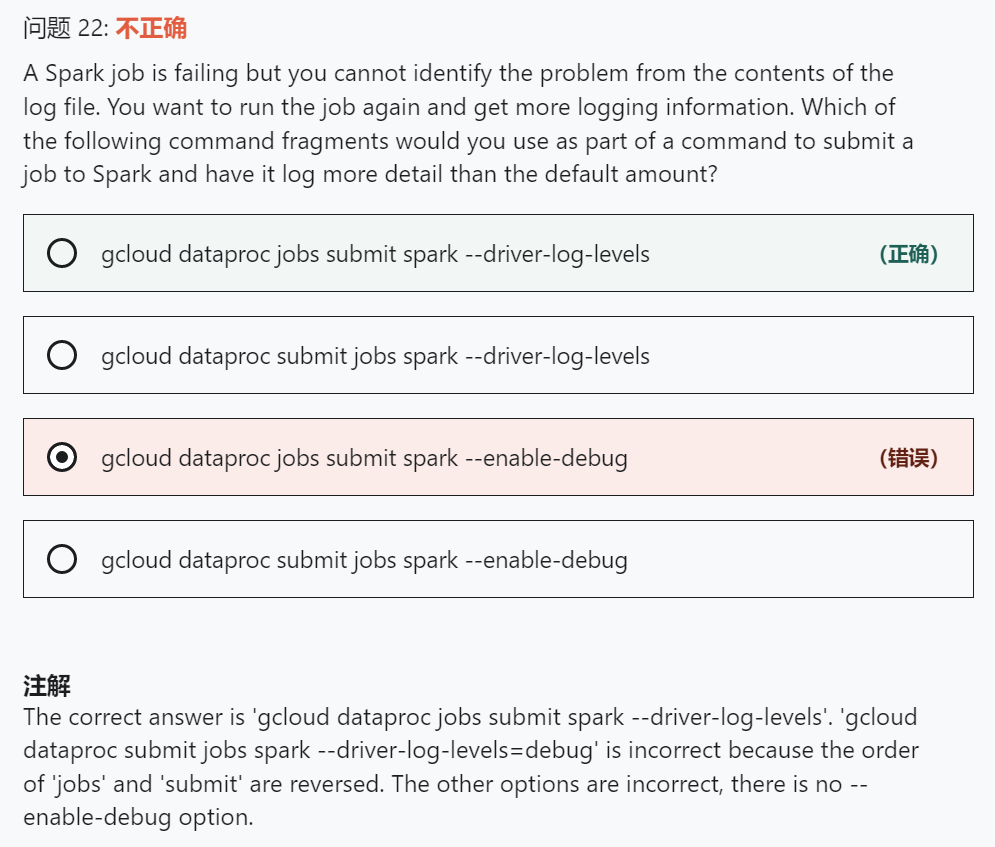 问题 22: 不正确
A Spark job is failing but you cannot identify the problem from the contents of the
log file. You want to run the job again and get more logging information. Which of
the following command fragments would you use as part of a command to submit a
job to Spark and have it log more detail than the default amount?
gcloud dataproc jobs submit spark --driver-log-levels (正确)
gcloud dataproc submit jobs spark --driver-log-levels
gcloud dataproc jobs submit spark --enable-debug (错误)
gcloud dataproc submit jobs spark --enable-debug
注解
The correct answer is 'gcloud dataproc jobs submit spark --driver-log-levels'. 'gcloud
dataproc submit jobs spark --driver-log-levels=debug' is incorrect because the order
of 'jobs' and 'submit' are reversed. The other options are incorrect, there is no --
enable-debug option.